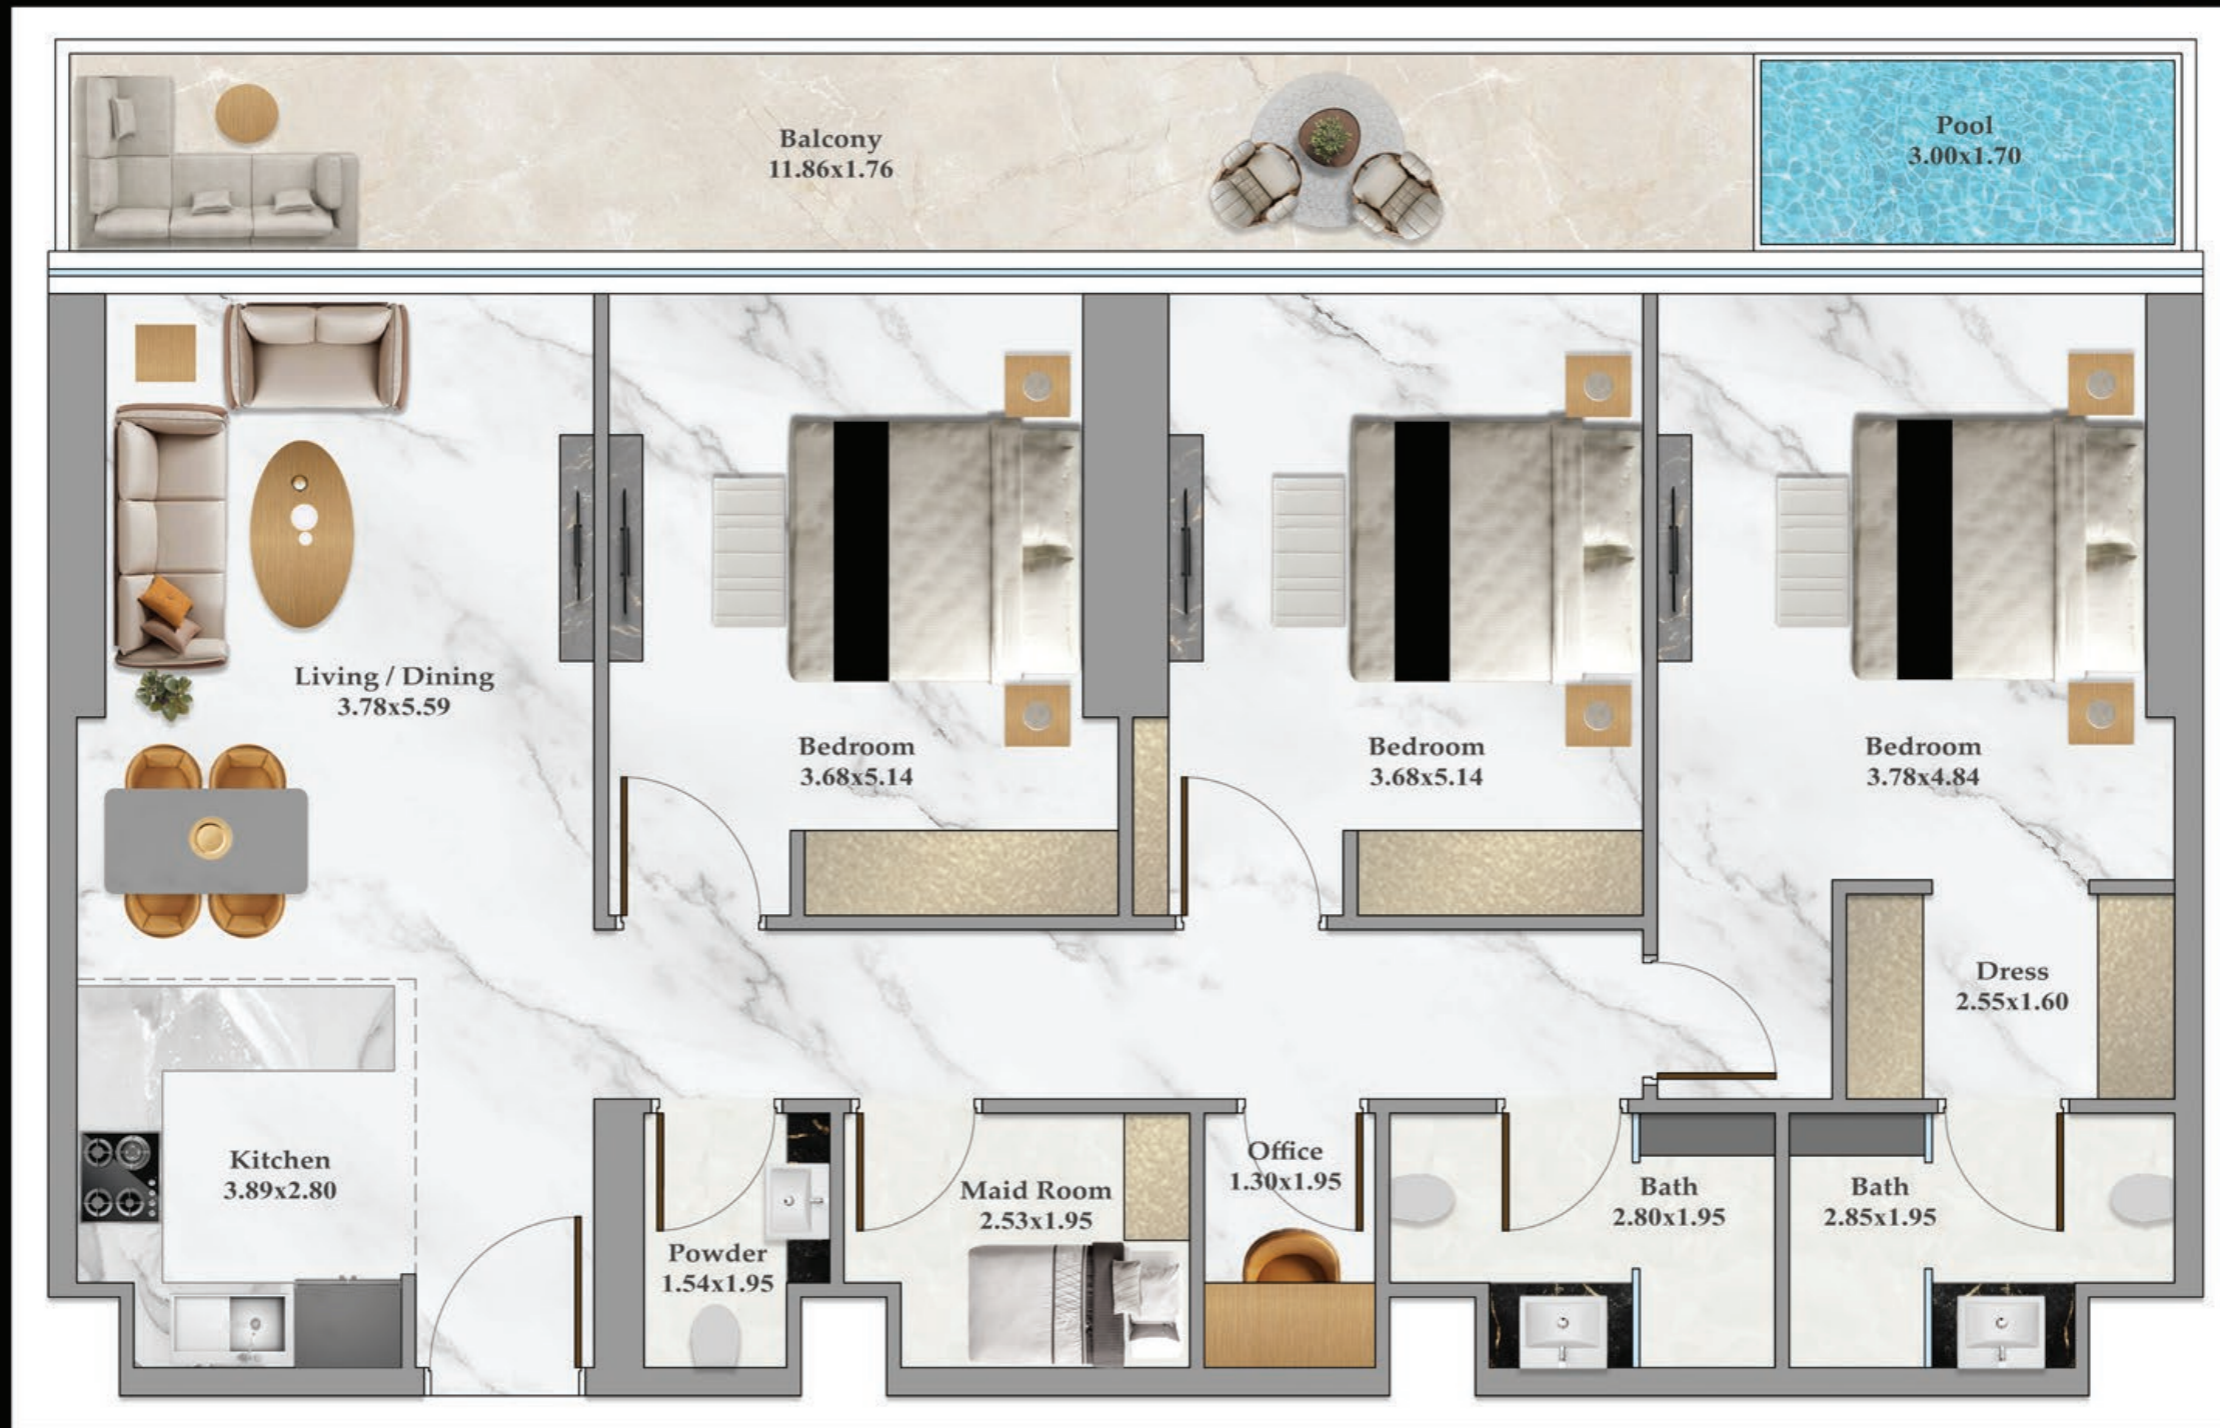 Balcony
11.86x1.76
Pool
3.00x1.70
Living / Dining
3.78x5.59
Bedroom
3.68x5.14
Bedroom
3.68x5.14
Bedroom
3.78x4.84
Dress
2.55x1.60
Kitchen
3.89x2.80
Powder
1.54x1.95
Maid Room
2.53x1.95
Office
1.30x1.95
Bath
2.80x1.95
Bath
2.85x1.95